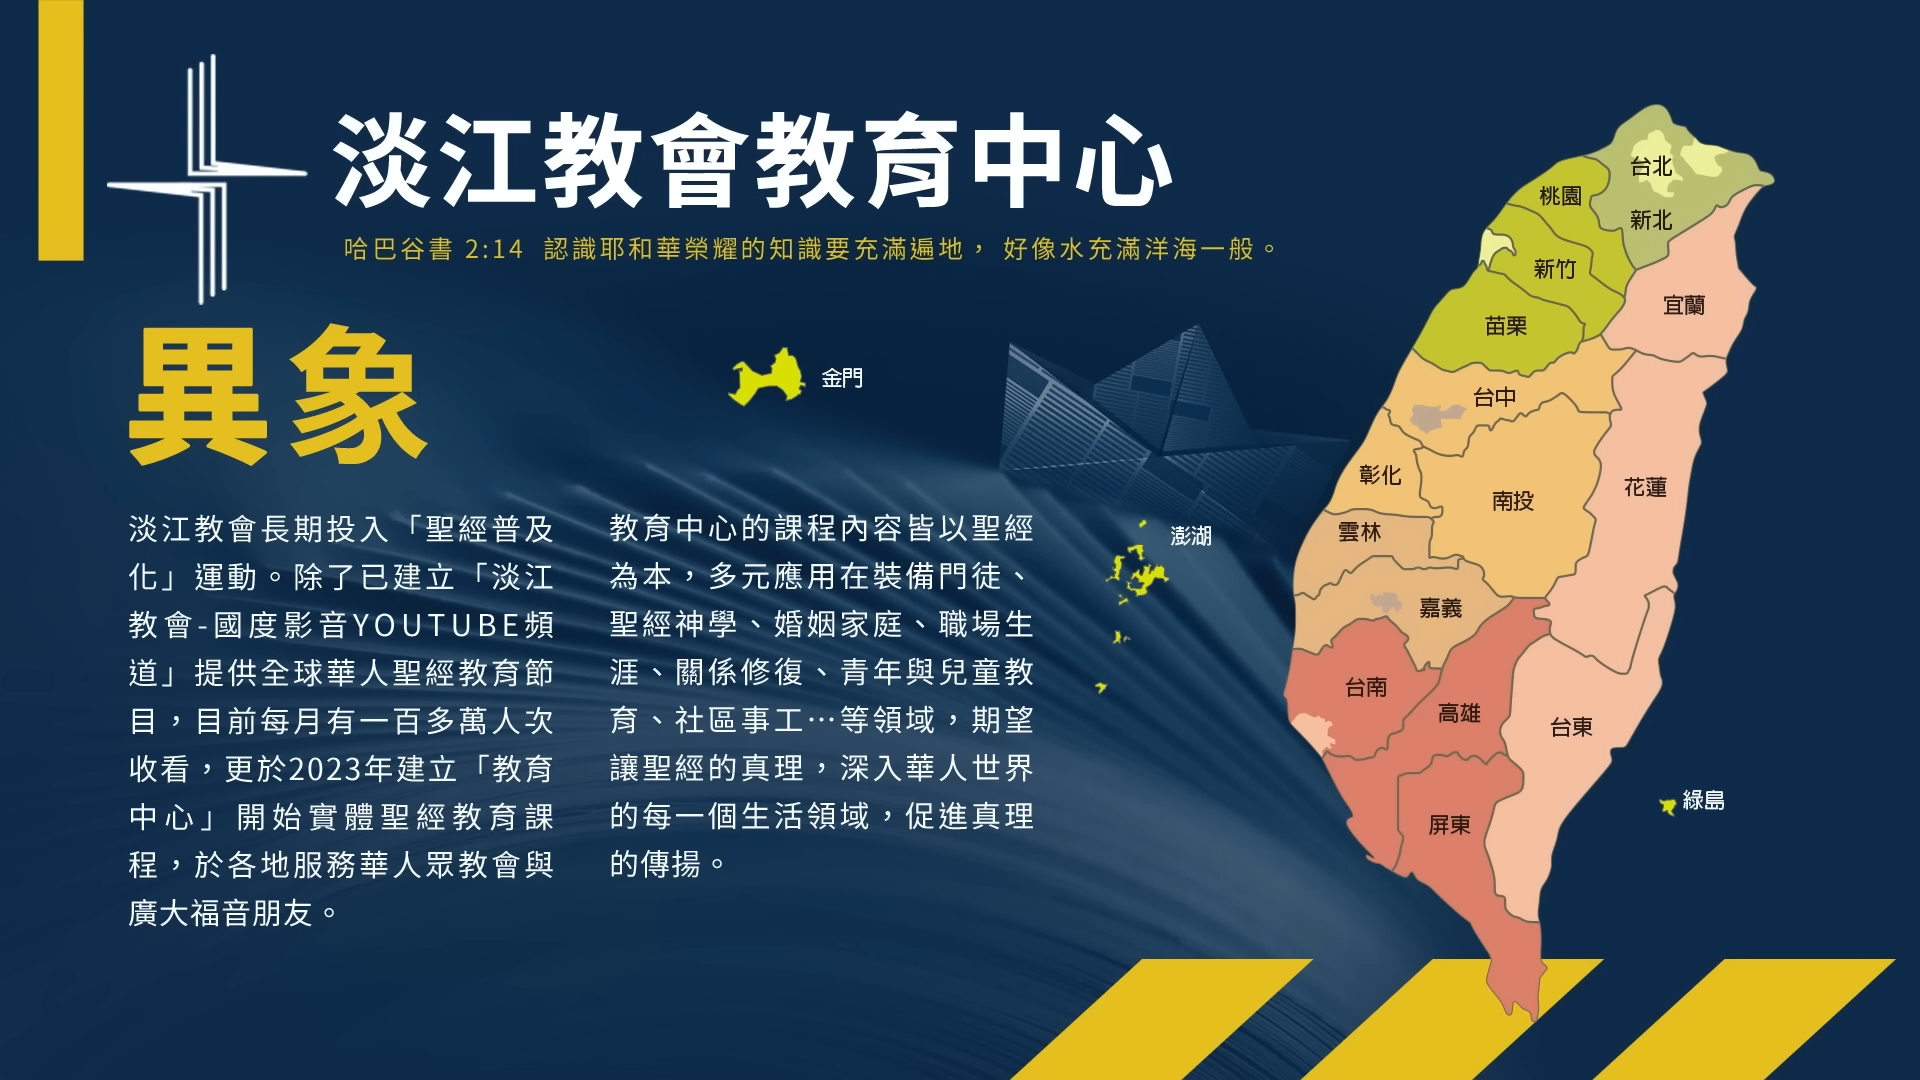 淡江教會教育中心
哈巴谷書 2:14 認識耶和華榮耀的知識要充滿遍地， 好像水充滿洋海一般。
異象
淡江教會長期投入「聖經普及
化」運動。除了已建立「淡江
教會-國度影音YOUTUBE頻
道」提供全球華人聖經教育節
目，目前每月有一百多萬人次
收看，更於2023年建立「教育
中心」開始實體聖經教育課
程，於各地服務華人眾教會與
廣大福音朋友。
教育中心的課程內容皆以聖經
為本，多元應用在裝備門徒、
聖經神學、婚姻家庭、職場生
涯、關係修復、青年與兒童教
育、社區事工…等領域，期望
讓聖經的真理，深入華人世界
的每一個生活領域，促進真理
的傳揚。
金門
澎湖
台北
桃園
新北
新竹
宜蘭
苗栗
台中
彰化
南投
花蓮
雲林
嘉義
台南
高雄
台東
屏東
綠島